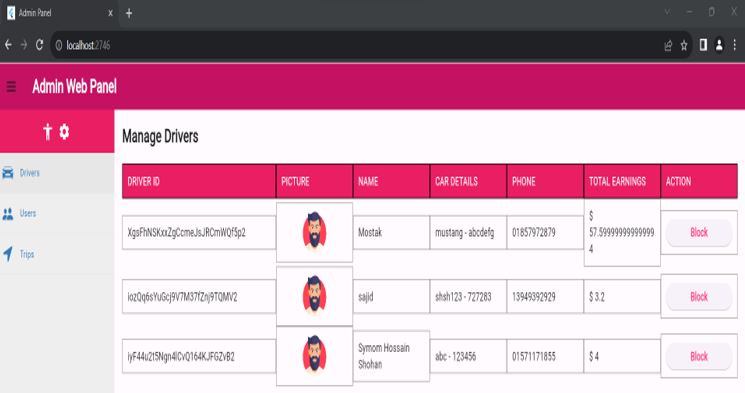 Admin Panel
localhost:2746
Admin Web Panel
Drivers
Users
Trips
Manage Drivers
DRIVER ID PICTURE NAME CAR DETAILS PHONE TOTAL EARNINGS ACTION
XgsFhNSKxxZgCcmeJsJRCmWQf5p2 Mostak mustang - abcdefg 01857972879 $ 57.59999999999999 4 Block
iozQq6sYuGcj9V7M37fZnj9TQMV2 sajid shsh123 - 727283 13949392929 $ 3.2 Block
iyF44u2t5Ngn4lCvQ164KJFGZvB2 Symom Hossain Shohan abc - 123456 01571171855 $ 4 Block